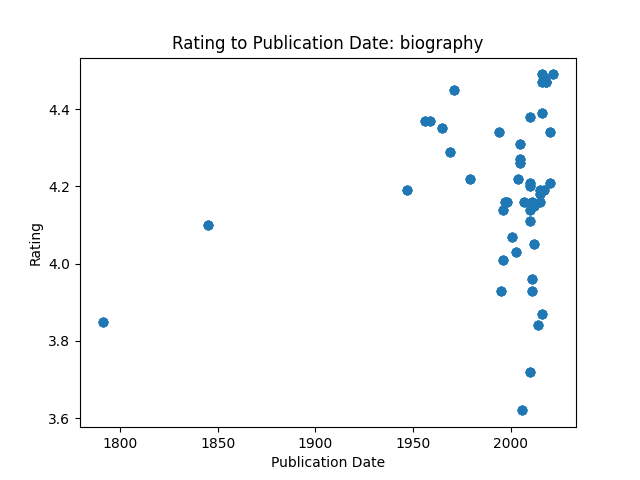 Rating to Publication Date: biography
4.4
4.2
4.0
3.8
3.6
Rating
1800 1850 1900 1950 2000
Publication Date